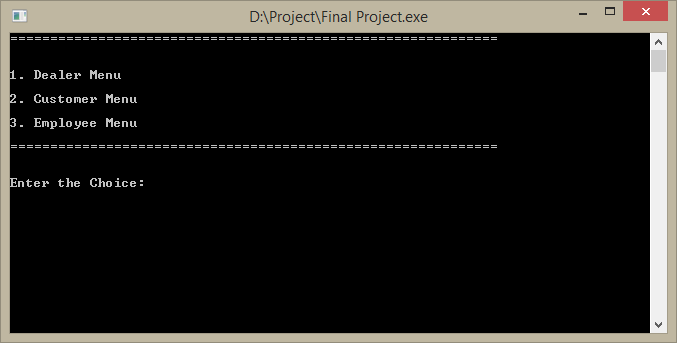 D:\Project\Final Project.exe
=============================================================
1. Dealer Menu
2. Customer Menu
3. Employee Menu
=============================================================
Enter the Choice: